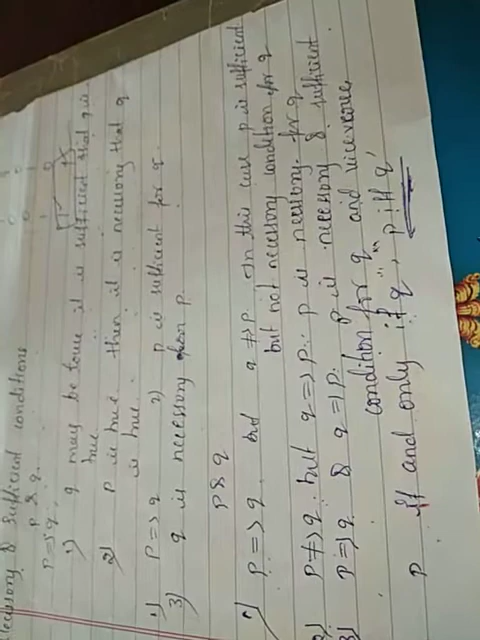 Necessary & Sufficient conditions
p & q
p => q.
1) q may be true it is sufficient that q is
true
2) p is true then it is necessary that q
is true.
1) p => q 2) p is sufficient for q.
3) q is necessary p.
p & q
1) p => q. but q ≠> p. In this case p is sufficient
but not necessary condition for q
2) p ≠> q. but q => p. p is necessary for q
3) p => q & q => p. p is necessary & sufficient
condition for q and vice versa
p iff and only if q, "p iff q"